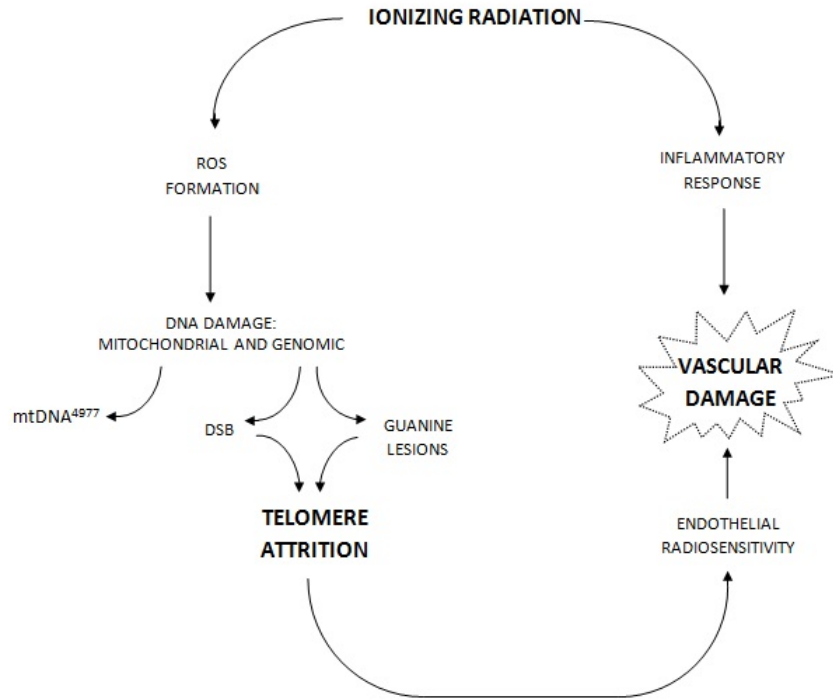 IONIZING RADIATION
ROS
FORMATION
INFLAMMATORY
RESPONSE
DNA DAMAGE:
MITOCHONDRIAL AND GENOMIC
VASCULAR
DAMAGE
mtDNA⁴⁹⁷⁷
DSB
GUANINE
LESIONS
TELOMERE
ATTRITION
ENDOTHELIAL
RADIOSENSITIVITY